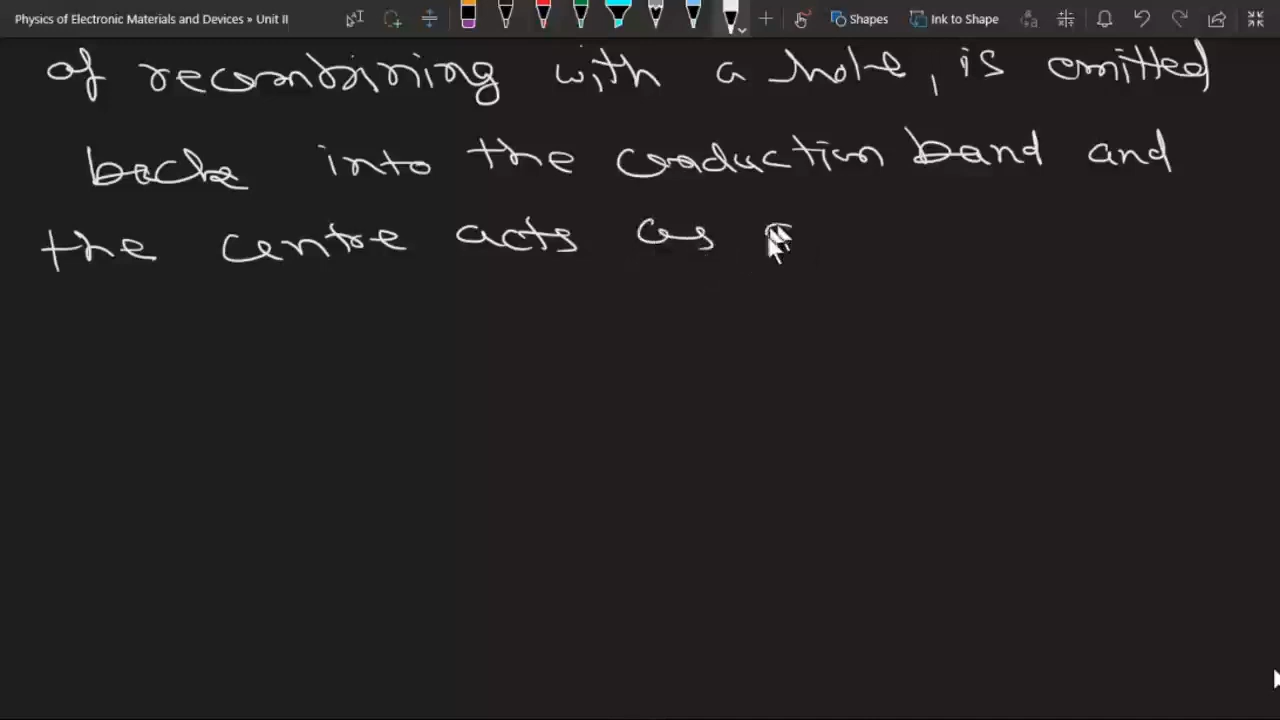 Physics of Electronic Materials and Devices » Unit II
Shapes
Ink to Shape
of recombining with a hole, is emitted
back into the conduction band and
the centre acts as